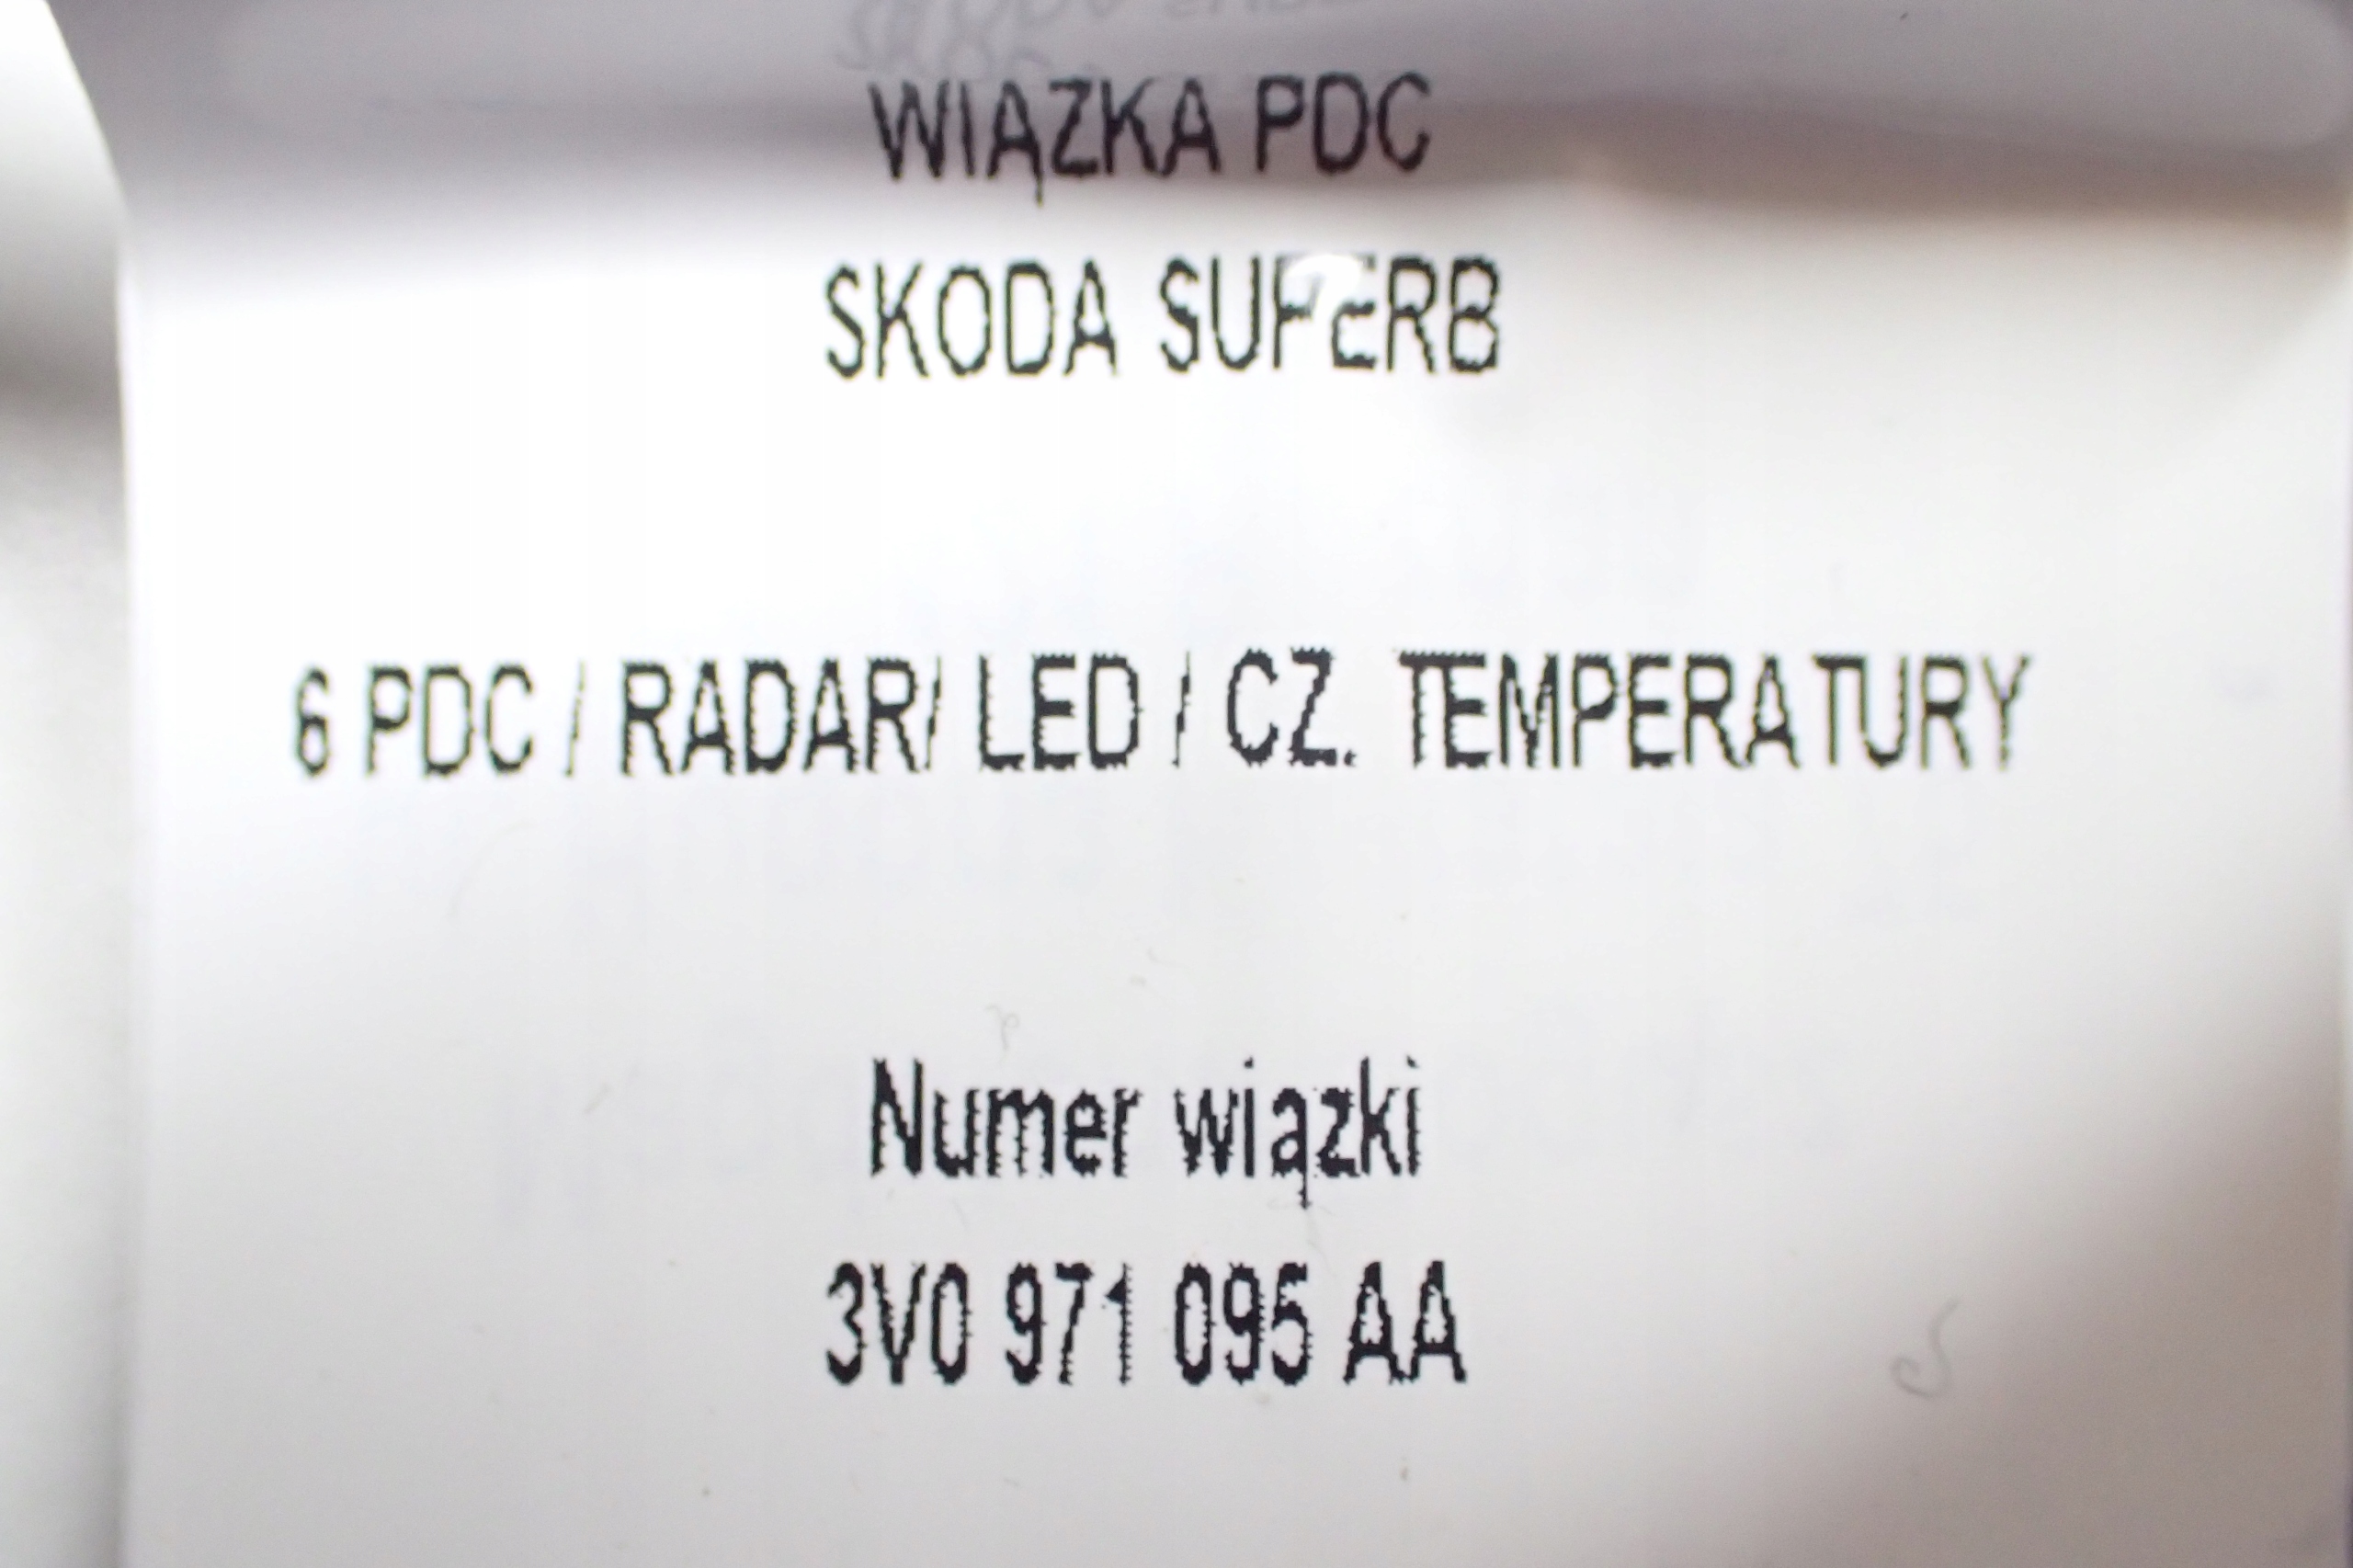 WIĄZKA PDC
SKODA SUPERB
6 PDC / RADAR/ LED / CZ. TEMPERATURY
Numer wiązki
3V0 971 095 AA